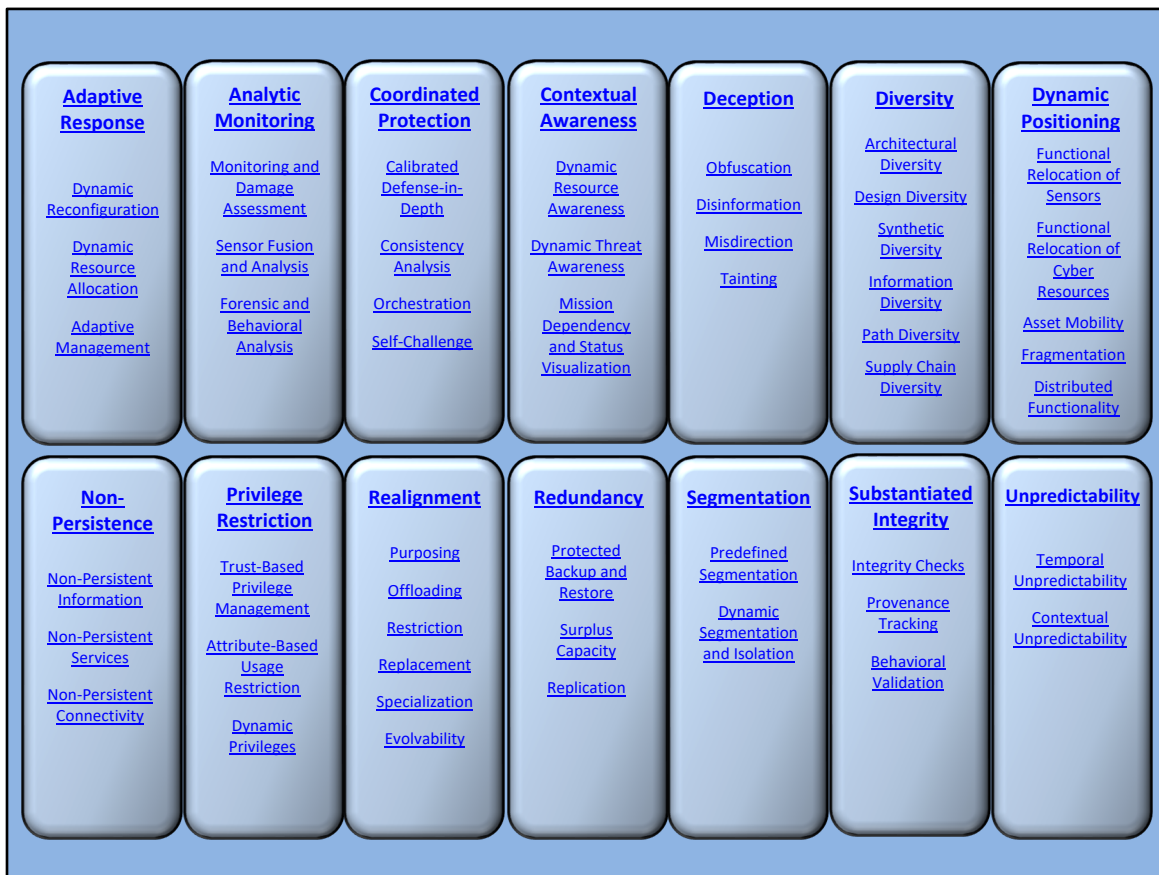 Adaptive
Response
Dynamic
Reconfiguration
Dynamic
Resource
Allocation
Adaptive
Management
Analytic
Monitoring
Monitoring and
Damage
Assessment
Sensor Fusion
and Analysis
Forensic and
Behavioral
Analysis
Coordinated
Protection
Calibrated
Defense-in-
Depth
Consistency
Analysis
Orchestration
Self-Challenge
Contextual
Awareness
Dynamic
Resource
Awareness
Dynamic Threat
Awareness
Mission
Dependency
and Status
Visualization
Deception
Obfuscation
Disinformation
Misdirection
Tainting
Diversity
Architectural
Diversity
Design Diversity
Synthetic
Diversity
Information
Diversity
Path Diversity
Supply Chain
Diversity
Dynamic
Positioning
Functional
Relocation of
Sensors
Functional
Relocation of
Cyber
Resources
Asset Mobility
Fragmentation
Distributed
Functionality
Non-
Persistence
Non-Persistent
Information
Non-Persistent
Services
Non-Persistent
Connectivity
Privilege
Restriction
Trust-Based
Privilege
Management
Attribute-Based
Usage
Restriction
Dynamic
Privileges
Realignment
Purposing
Offloading
Restriction
Replacement
Specialization
Evolvability
Redundancy
Protected
Backup and
Restore
Surplus
Capacity
Replication
Segmentation
Predefined
Segmentation
Dynamic
Segmentation
and Isolation
Substantiated
Integrity
Integrity Checks
Provenance
Tracking
Behavioral
Validation
Unpredictability
Temporal
Unpredictability
Contextual
Unpredictability